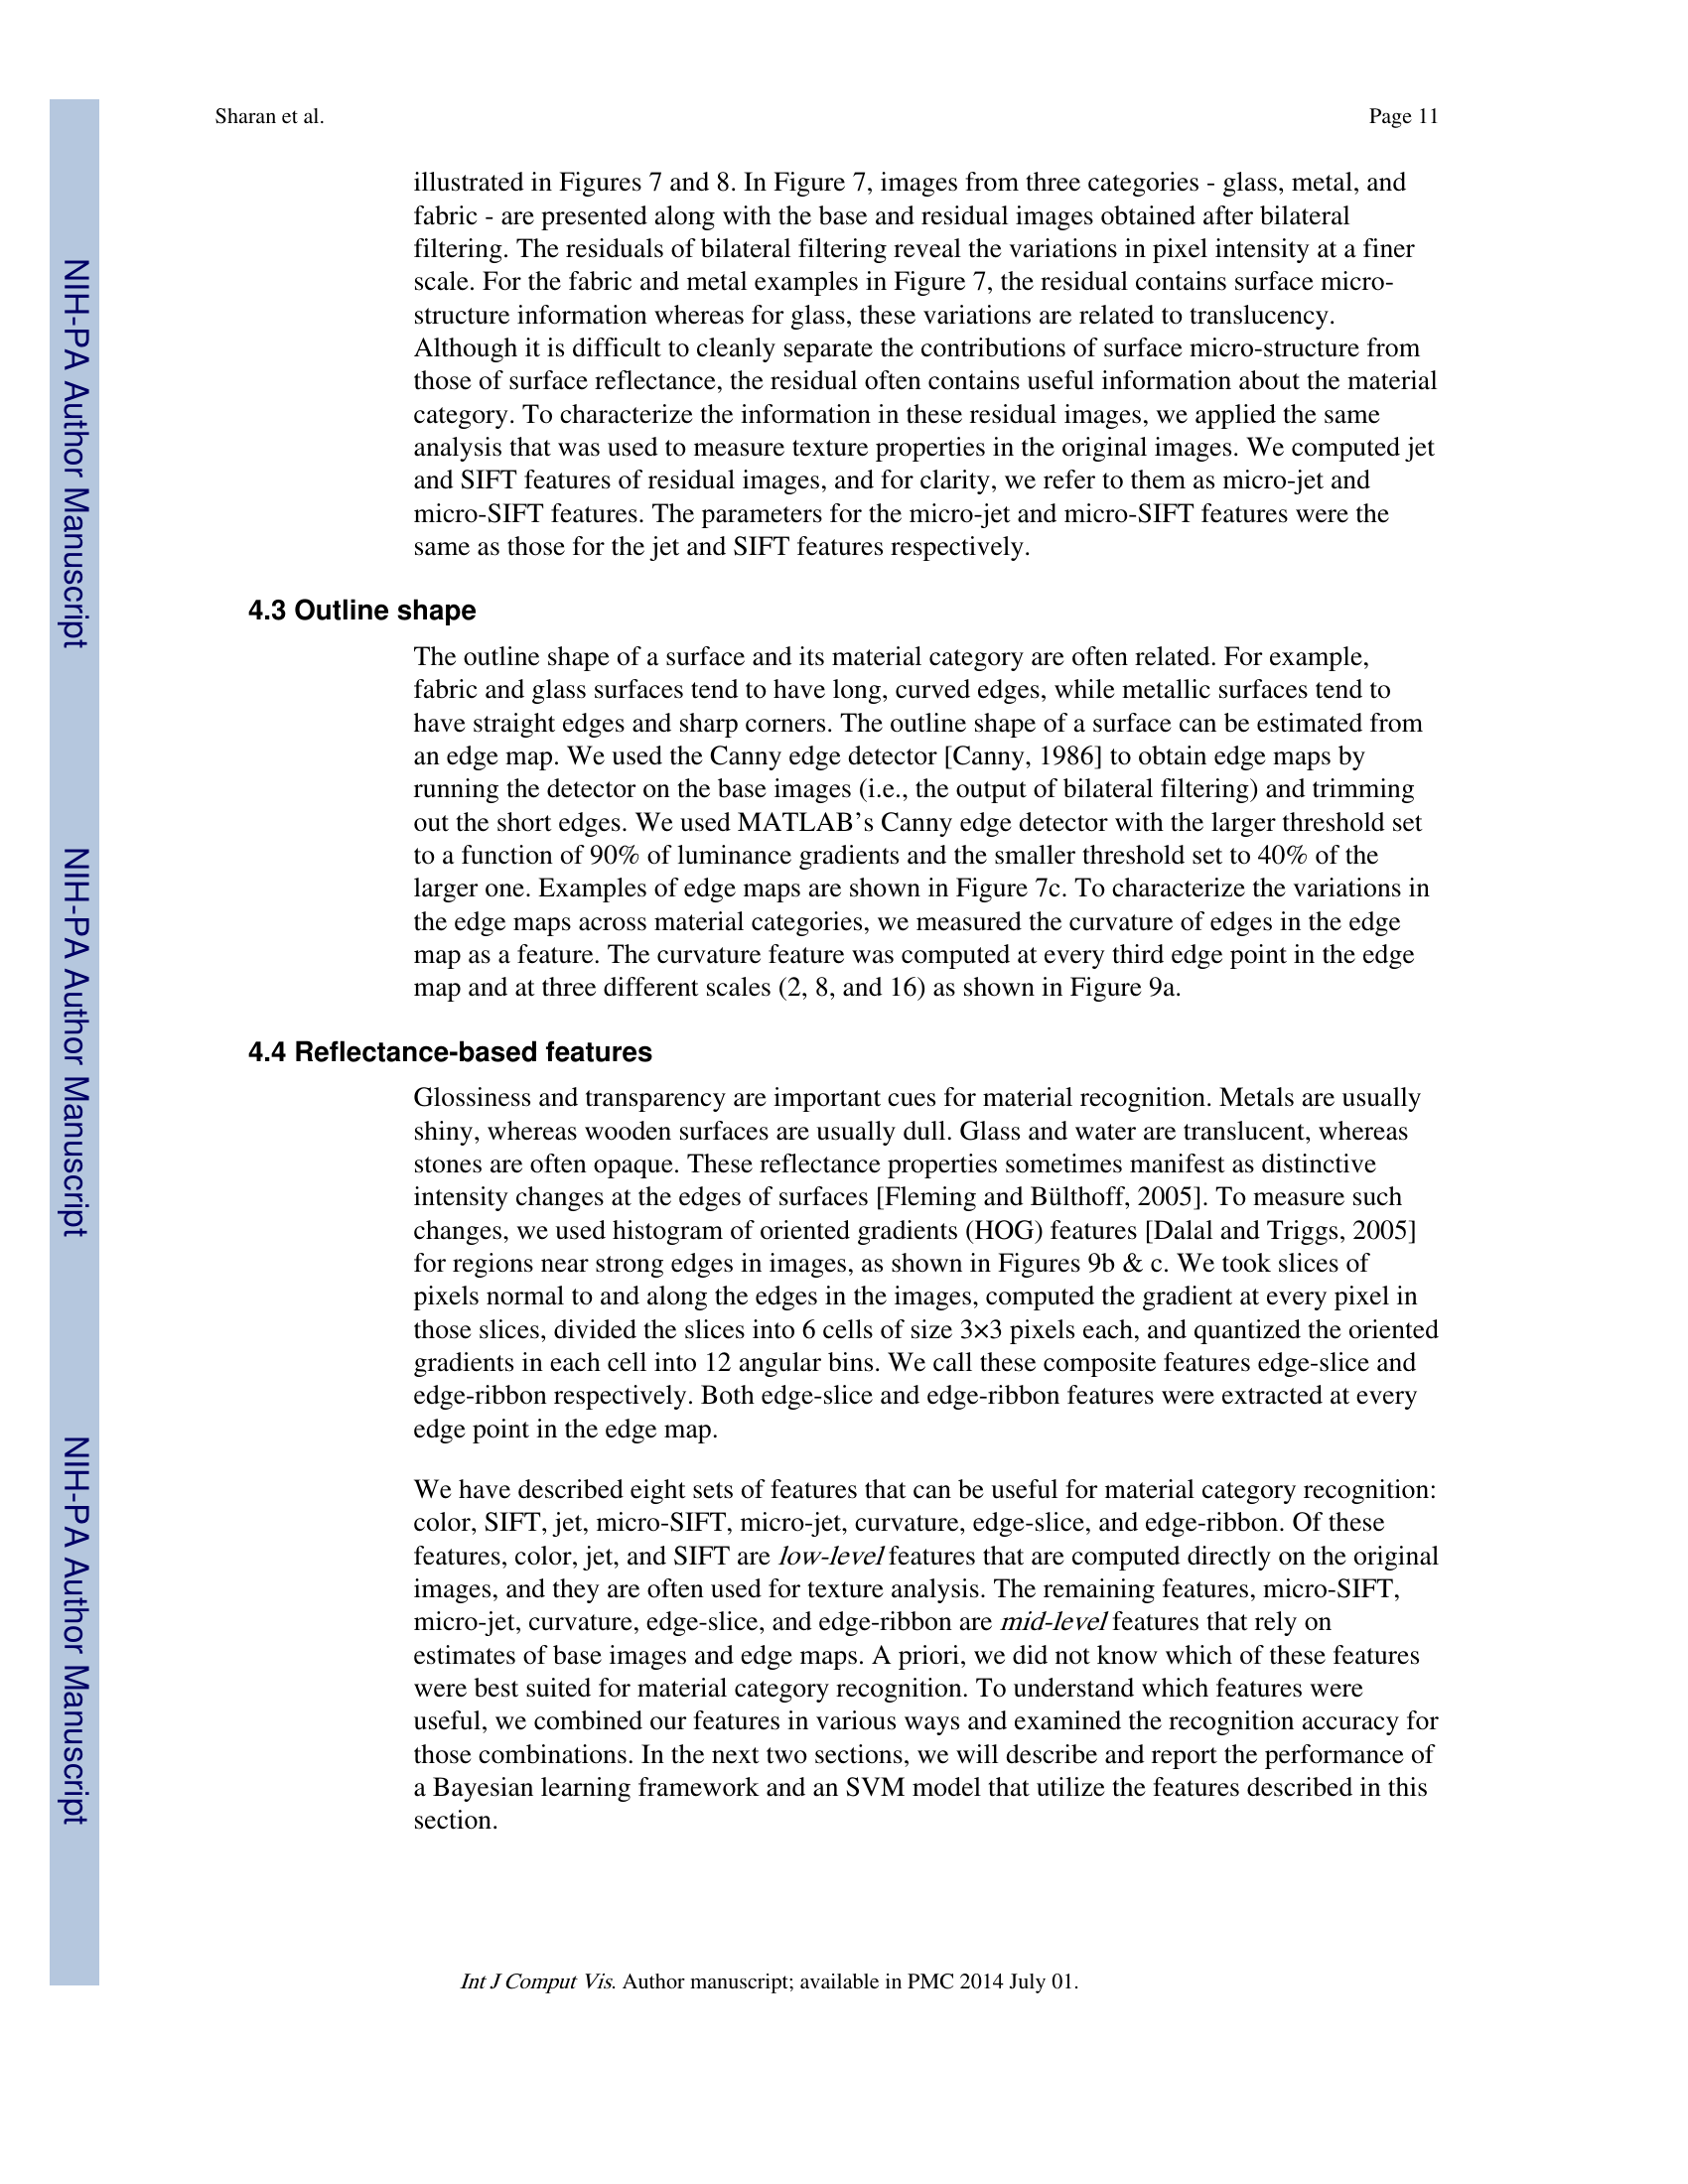 Sharan et al.
Page 11
illustrated in Figures 7 and 8. In Figure 7, images from three categories - glass, metal, and
fabric - are presented along with the base and residual images obtained after bilateral
filtering. The residuals of bilateral filtering reveal the variations in pixel intensity at a finer
scale. For the fabric and metal examples in Figure 7, the residual contains surface micro-
structure information whereas for glass, these variations are related to translucency.
Although it is difficult to cleanly separate the contributions of surface micro-structure from
those of surface reflectance, the residual often contains useful information about the material
category. To characterize the information in these residual images, we applied the same
analysis that was used to measure texture properties in the original images. We computed jet
and SIFT features of residual images, and for clarity, we refer to them as micro-jet and
micro-SIFT features. The parameters for the micro-jet and micro-SIFT features were the
same as those for the jet and SIFT features respectively.
4.3 Outline shape
The outline shape of a surface and its material category are often related. For example,
fabric and glass surfaces tend to have long, curved edges, while metallic surfaces tend to
have straight edges and sharp corners. The outline shape of a surface can be estimated from
an edge map. We used the Canny edge detector [Canny, 1986] to obtain edge maps by
running the detector on the base images (i.e., the output of bilateral filtering) and trimming
out the short edges. We used MATLAB's Canny edge detector with the larger threshold set
to a function of 90% of luminance gradients and the smaller threshold set to 40% of the
larger one. Examples of edge maps are shown in Figure 7c. To characterize the variations in
the edge maps across material categories, we measured the curvature of edges in the edge
map as a feature. The curvature feature was computed at every third edge point in the edge
map and at three different scales (2, 8, and 16) as shown in Figure 9a.
4.4 Reflectance-based features
Glossiness and transparency are important cues for material recognition. Metals are usually
shiny, whereas wooden surfaces are usually dull. Glass and water are translucent, whereas
stones are often opaque. These reflectance properties sometimes manifest as distinctive
intensity changes at the edges of surfaces [Fleming and Bülthoff, 2005]. To measure such
changes, we used histogram of oriented gradients (HOG) features [Dalal and Triggs, 2005]
for regions near strong edges in images, as shown in Figures 9b & c. We took slices of
pixels normal to and along the edges in the images, computed the gradient at every pixel in
those slices, divided the slices into 6 cells of size 3×3 pixels each, and quantized the oriented
gradients in each cell into 12 angular bins. We call these composite features edge-slice and
edge-ribbon respectively. Both edge-slice and edge-ribbon features were extracted at every
edge point in the edge map.
We have described eight sets of features that can be useful for material category recognition:
color, SIFT, jet, micro-SIFT, micro-jet, curvature, edge-slice, and edge-ribbon. Of these
features, color, jet, and SIFT are low-level features that are computed directly on the original
images, and they are often used for texture analysis. The remaining features, micro-SIFT,
micro-jet, curvature, edge-slice, and edge-ribbon are mid-level features that rely on
estimates of base images and edge maps. A priori, we did not know which of these features
were best suited for material category recognition. To understand which features were
useful, we combined our features in various ways and examined the recognition accuracy for
those combinations. In the next two sections, we will describe and report the performance of
a Bayesian learning framework and an SVM model that utilize the features described in this
section.
Int J Comput Vis. Author manuscript; available in PMC 2014 July 01.
NIH-PA Author Manuscript
NIH-PA Author Manuscript
NIH-PA Author Manuscript